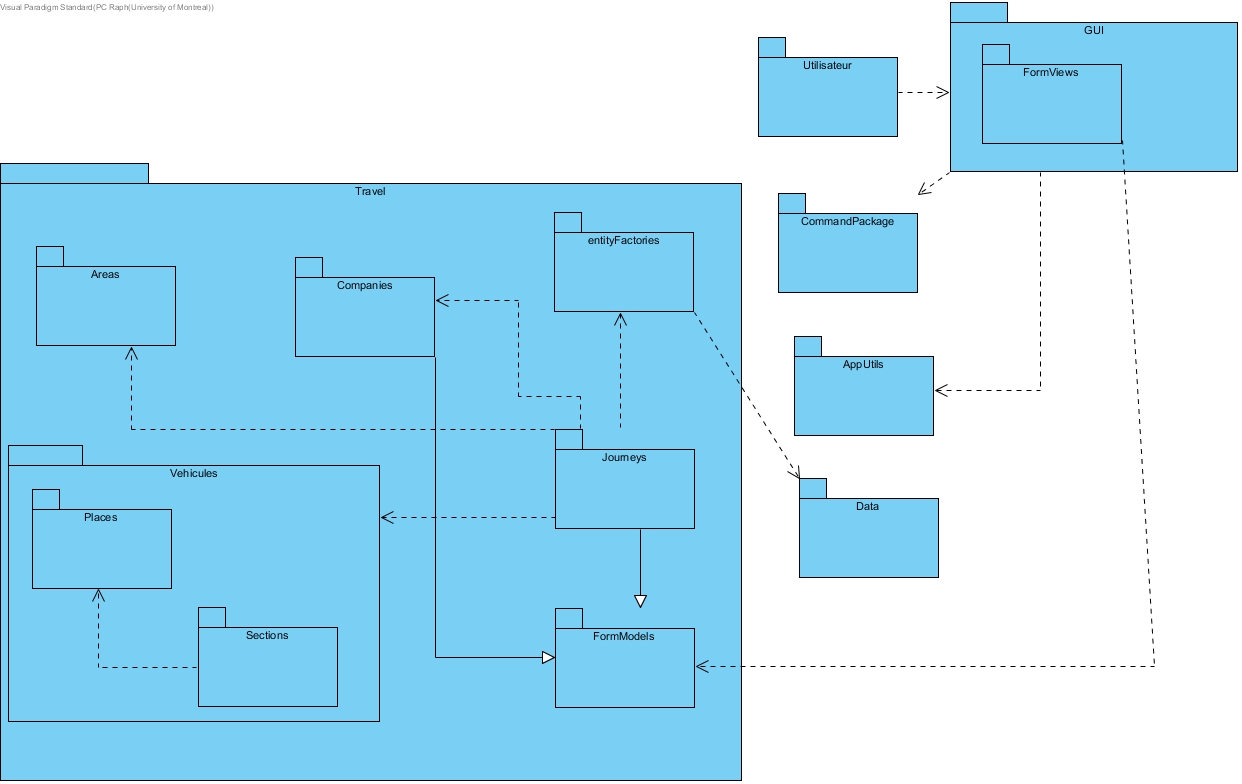 Visual Paradigm Standard(PC Raph(University of Montreal))
GUI
Utilisateur
FormViews
Travel
CommandPackage
entityFactories
Areas
Companies
AppUtils
Journeys
Vehicules
Data
Places
Sections
FormModels